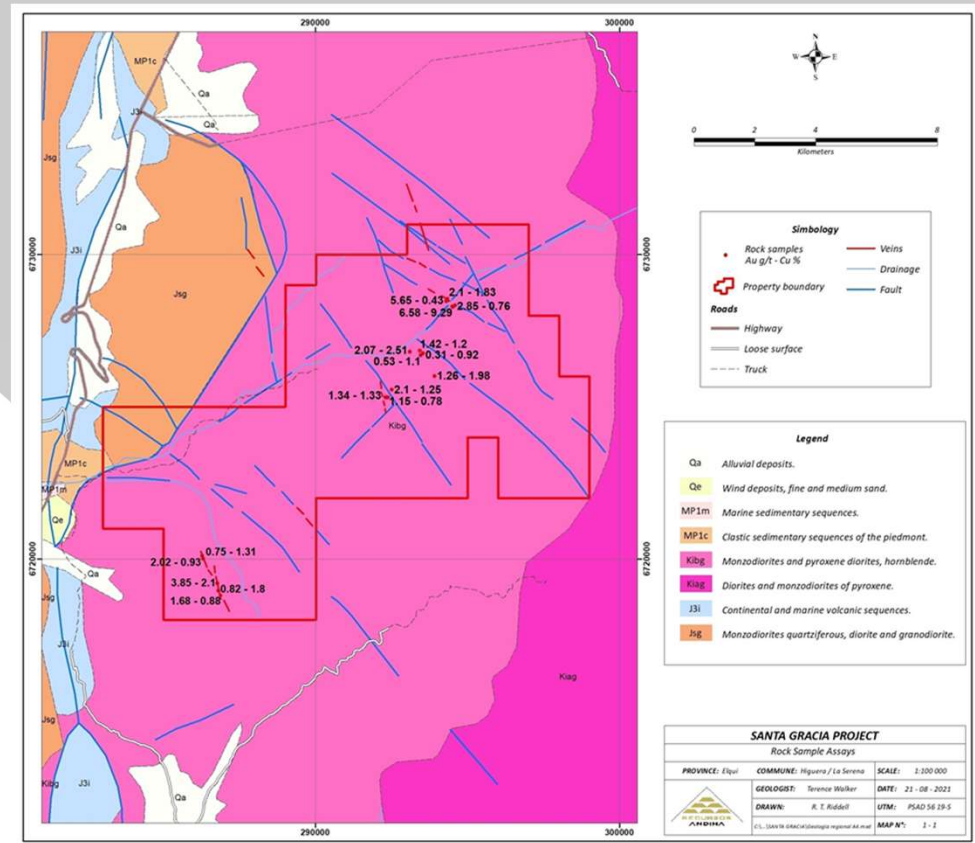 290000
300000
MP1c
Qa
J3i
Qa
Jsg
Qa
J3i
Jsg
6730000
6730000
2.1 - 1.83
5.65 - 0.43
2.85 - 0.76
6.58 - 9.29
1.42 - 1.2
2.07 - 2.51
0.31 - 0.92
0.53 - 1.1
1.26 - 1.98
2.1 - 1.25
1.34 - 1.33
1.15 - 0.78
Kibg
MP1c
MP1m
Qe
0.75 - 1.31
2.02 - 0.93
6720000
6720000
Qa
3.85 - 2.1
0.82 - 1.8
1.68 - 0.88
Jsg
J3i
Kiag
Jsg
Kibg
J3i
Qa
290000
300000
N
W E
S
0 2 4 8
Kilometers
Simbology
Rock samples
Au g/t - Cu %
Veins
Drainage
Property boundary
Fault
Roads
Highway
Loose surface
Truck
Legend
Qa Alluvial deposits.
Qe Wind deposits, fine and medium sand.
MP1m Marine sedimentary sequences.
MP1c Clastic sedimentary sequences of the piedmont.
Kibg Monzodiorites and pyroxene diorites, hornblende.
Kiag Diorites and monzodiorites of pyroxene.
J3i Continental and marine volcanic sequences.
Jsg Monzodiorites quartziferous, diorite and granodiorite.
SANTA GRACIA PROJECT
Rock Sample Assays
PROVINCE: Elqui COMMUNE: Higuera / La Serena SCALE: 1:100 000
GEOLOGIST: Terence Walker DATE: 21 - 08 - 2021
DRAWN: R. T. Riddell UTM: PSAD 56 19-S
RECURSOS
ANDINA
MAP N°: 1 - 1